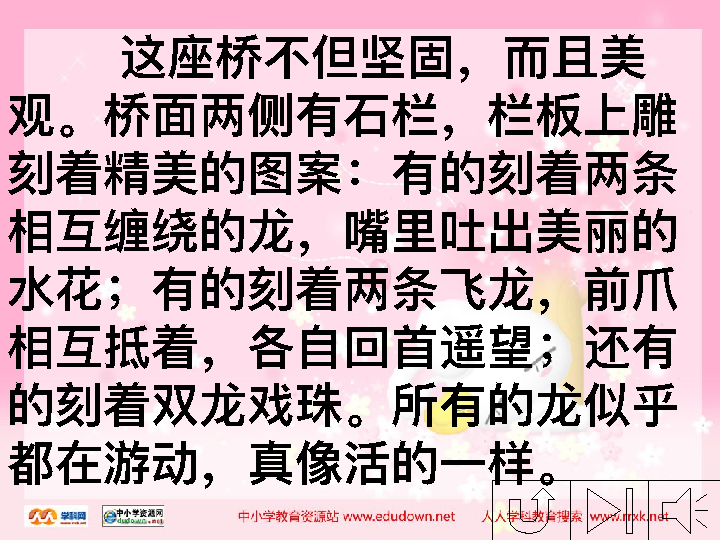 这座桥不但坚固，而且美
观。桥面两侧有石栏，栏板上雕
刻着精美的图案：有的刻着两条
相互缠绕的龙，嘴里吐出美丽的
水花；有的刻着两条飞龙，前爪
相互抵着，各自回首遥望；还有
的刻着双龙戏珠。所有的龙似乎
都在游动，真像活的一样。
学科网 中小学资源网 edudown.net 中小学教育资源站 www.edudown.net 人人学科教育搜索 www.rrxk.net